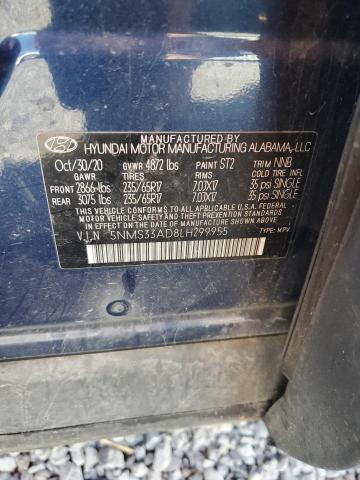 MANUFACTURED BY
HYUNDAI MOTOR MANUFACTURING ALABAMA, LLC
Oct/30/20 GVWR 4872 lbs PAINT ST2 TRIM NNB
GAWR TIRES RIMS COLD TIRE INFL
FRONT 2866-lbs 235/65R17 7.0JX17 35 psi SINGLE
REAR 3075 lbs 235/65R17 7.0JX17 35 psi SINGLE
V.I.N 5NMS33AD8LH299955
THIS VEHICLE CONFORMS TO ALL APPLICABLE U.S.A FEDERAL
MOTOR VEHICLE SAFETY AND THEFT PREVENTION STANDARDS IN
EFFECT ON THE DATE OF MANUFACTURE SHOWN ABOVE.